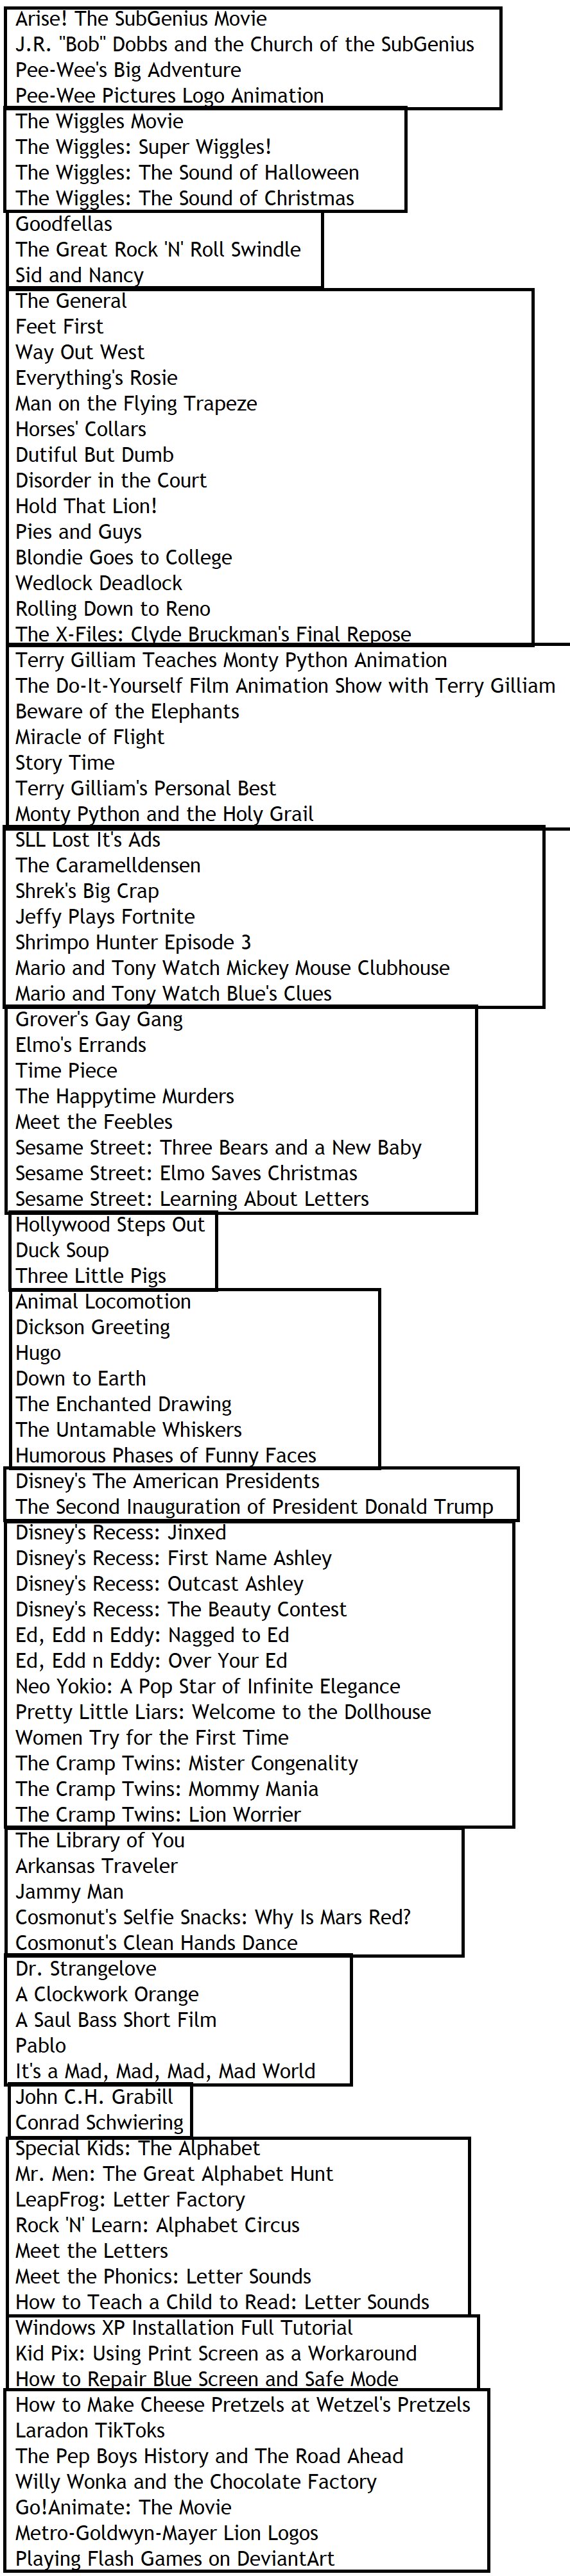 Arise! The SubGenius Movie
J.R. "Bob" Dobbs and the Church of the SubGenius
Pee-Wee's Big Adventure
Pee-Wee Pictures Logo Animation
The Wiggles Movie
The Wiggles: Super Wiggles!
The Wiggles: The Sound of Halloween
The Wiggles: The Sound of Christmas
Goodfellas
The Great Rock 'N' Roll Swindle
Sid and Nancy
The General
Feet First
Way Out West
Everything's Rosie
Man on the Flying Trapeze
Horses' Collars
Dutiful But Dumb
Disorder in the Court
Hold That Lion!
Pies and Guys
Blondie Goes to College
Wedlock Deadlock
Rolling Down to Reno
The X-Files: Clyde Bruckman's Final Repose
Terry Gilliam Teaches Monty Python Animation
The Do-It-Yourself Film Animation Show with Terry Gilliam
Beware of the Elephants
Miracle of Flight
Story Time
Terry Gilliam's Personal Best
Monty Python and the Holy Grail
SLL Lost It's Ads
The Caramelldensen
Shrek's Big Crap
Jeffy Plays Fortnite
Shrimpo Hunter Episode 3
Mario and Tony Watch Mickey Mouse Clubhouse
Mario and Tony Watch Blue's Clues
Grover's Gay Gang
Elmo's Errands
Time Piece
The Happytime Murders
Meet the Feebles
Sesame Street: Three Bears and a New Baby
Sesame Street: Elmo Saves Christmas
Sesame Street: Learning About Letters
Hollywood Steps Out
Duck Soup
Three Little Pigs
Animal Locomotion
Dickson Greeting
Hugo
Down to Earth
The Enchanted Drawing
The Untamable Whiskers
Humorous Phases of Funny Faces
Disney's The American Presidents
The Second Inauguration of President Donald Trump
Disney's Recess: Jinxed
Disney's Recess: First Name Ashley
Disney's Recess: Outcast Ashley
Disney's Recess: The Beauty Contest
Ed, Edd n Eddy: Nagged to Ed
Ed, Edd n Eddy: Over Your Ed
Neo Yokio: A Pop Star of Infinite Elegance
Pretty Little Liars: Welcome to the Dollhouse
Women Try for the First Time
The Cramp Twins: Mister Congenality
The Cramp Twins: Mommy Mania
The Cramp Twins: Lion Worrier
The Library of You
Arkansas Traveler
Jammy Man
Cosmonut's Selfie Snacks: Why Is Mars Red?
Cosmonut's Clean Hands Dance
Dr. Strangelove
A Clockwork Orange
A Saul Bass Short Film
Pablo
It's a Mad, Mad, Mad, Mad World
John C.H. Grabill
Conrad Schwiering
Special Kids: The Alphabet
Mr. Men: The Great Alphabet Hunt
LeapFrog: Letter Factory
Rock 'N' Learn: Alphabet Circus
Meet the Letters
Meet the Phonics: Letter Sounds
How to Teach a Child to Read: Letter Sounds
Windows XP Installation Full Tutorial
Kid Pix: Using Print Screen as a Workaround
How to Repair Blue Screen and Safe Mode
How to Make Cheese Pretzels at Wetzel's Pretzels
Laradon TikToks
The Pep Boys History and The Road Ahead
Willy Wonka and the Chocolate Factory
Go!Animate: The Movie
Metro-Goldwyn-Mayer Lion Logos
Playing Flash Games on DeviantArt